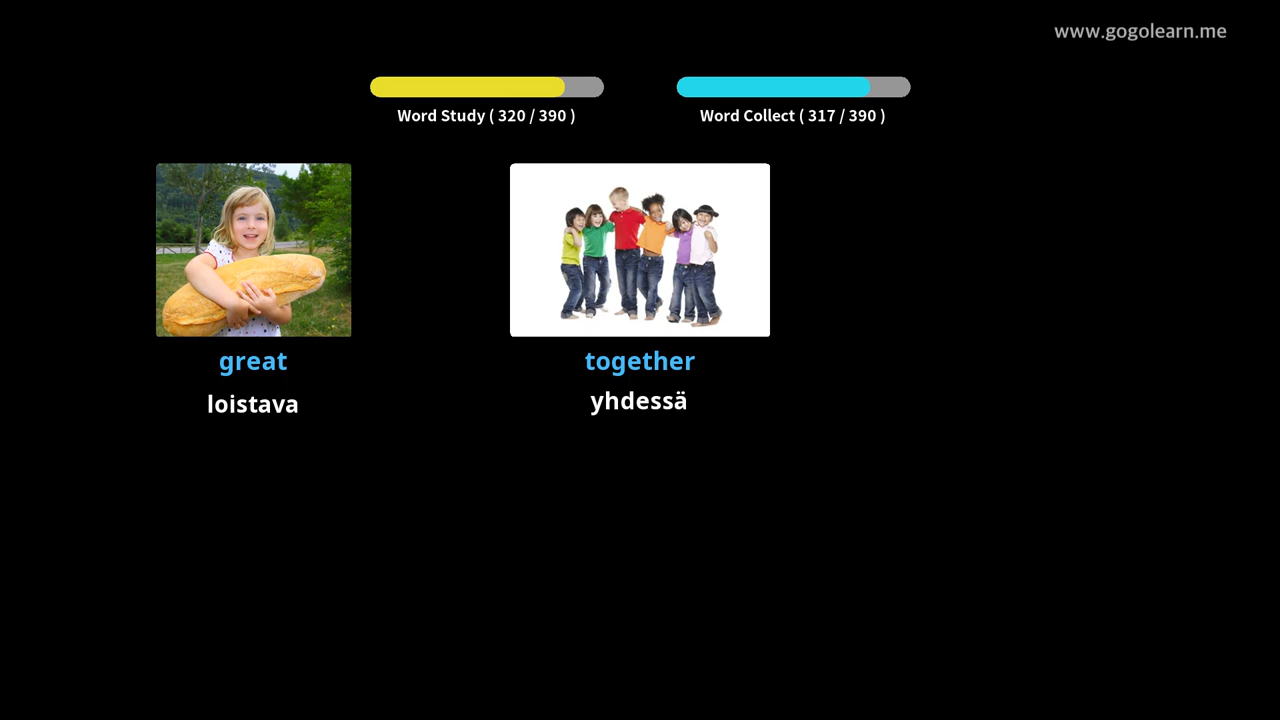 www.gogolearn.me
Word Study ( 320 / 390 )
Word Collect ( 317 / 390 )
great
loistava
together
yhdessä